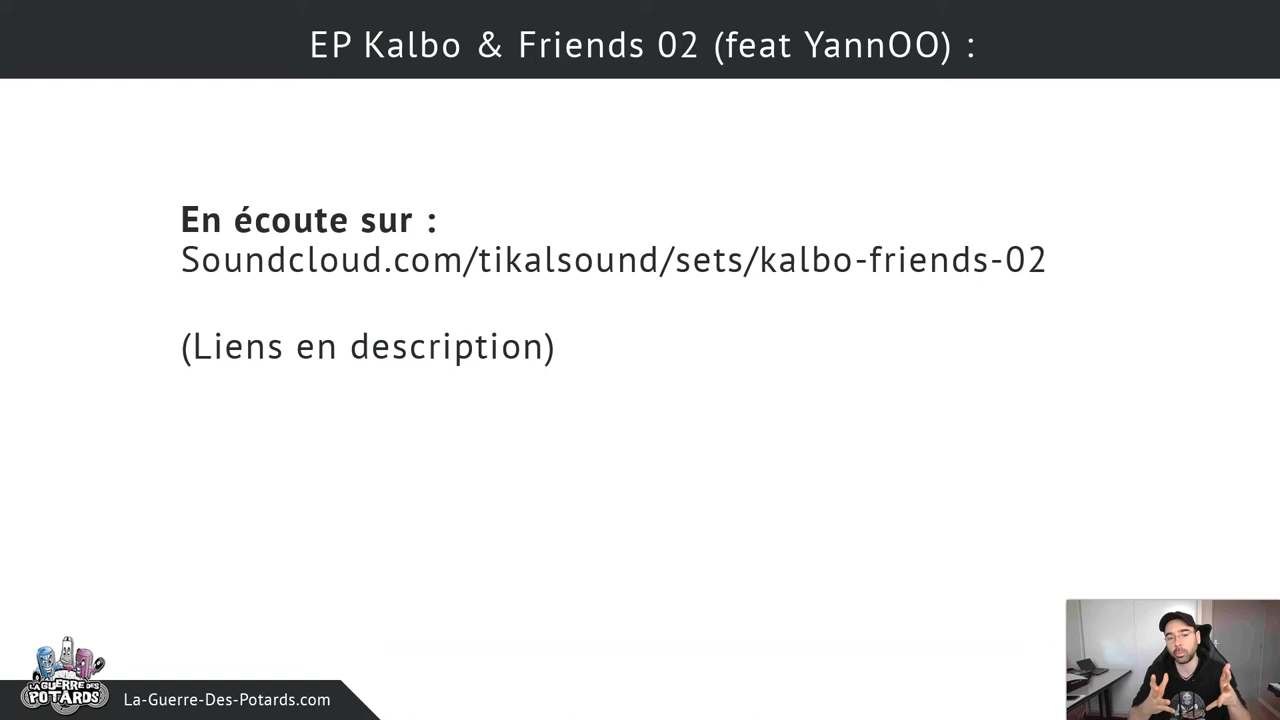 EP Kalbo & Friends 02 (feat YannOO) :
En écoute sur :
Soundcloud.com/tikalsound/sets/kalbo-friends-02
(Liens en description)
LA GUERRE DES
POTARDS
La-Guerre-Des-Potards.com